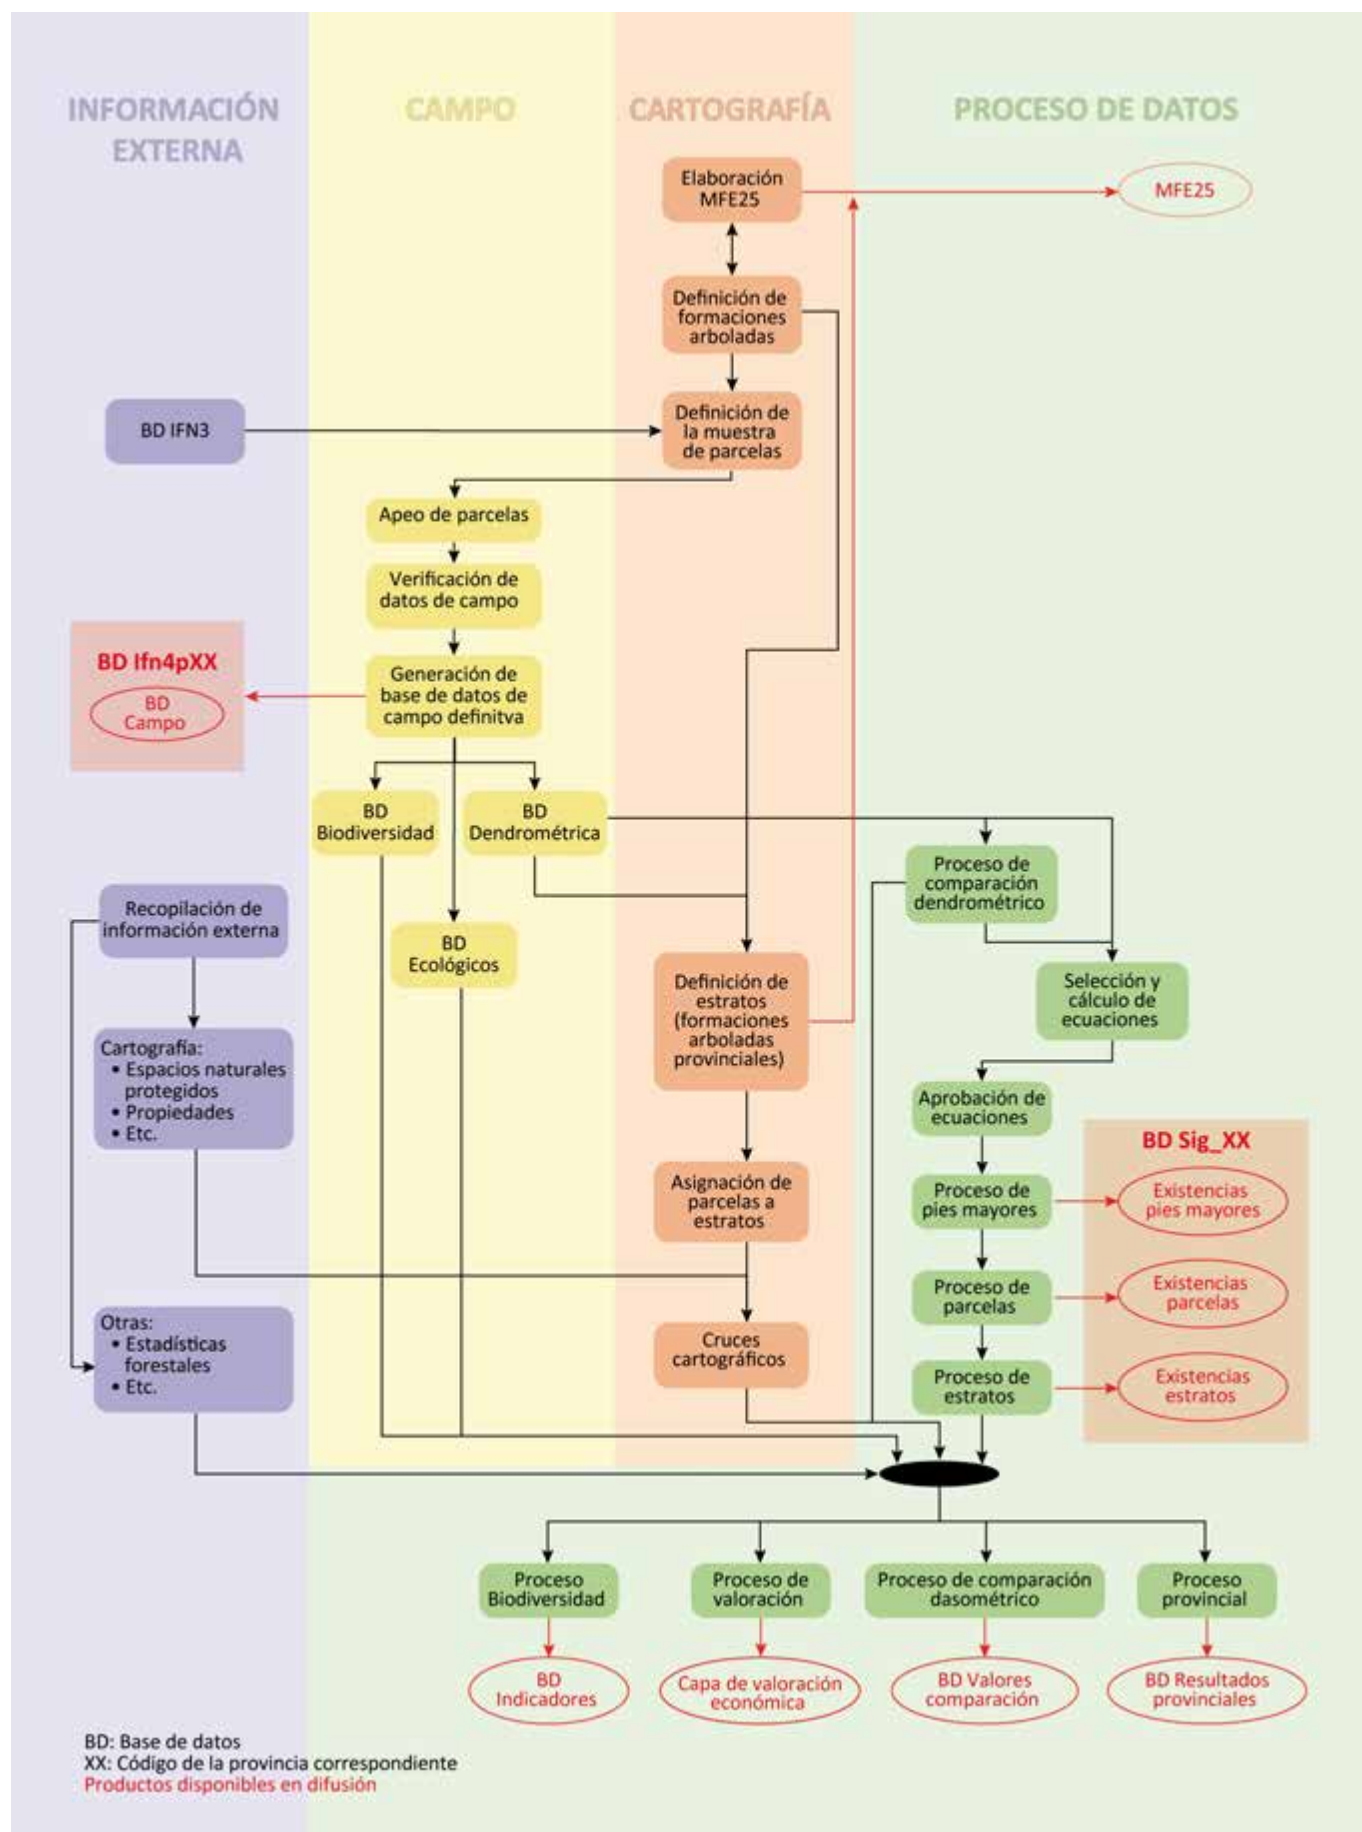 INFORMACIÓN
EXTERNA
CAMPO
CARTOGRAFÍA
PROCESO DE DATOS
Elaboración
MFE25
MFE25
Definición de
formaciones
arboladas
BD IFN3
Definición de
la muestra
de parcelas
Apeo de parcelas
Verificación de
datos de campo
BD Ifn4pXX
BD
Campo
Generación de
base de datos de
campo definitva
BD
Biodiversidad
BD
Dendrométrica
Proceso de
comparación
dendrométrico
Recopilación de
información externa
BD
Ecológicos
Definición de
estratos
(formaciones
arboladas
provinciales)
Selección y
cálculo de
ecuaciones
Cartografía:
• Espacios naturales
protegidos
• Propiedades
• Etc.
Aprobación de
ecuaciones
BD Sig_XX
Asignación de
parcelas a
estratos
Proceso de
pies mayores
Existencias
pies mayores
Proceso de
parcelas
Existencias
parcelas
Otras:
• Estadísticas
forestales
• Etc.
Cruces
cartográficos
Proceso de
estratos
Existencias
estratos
Proceso
Biodiversidad
Proceso de
valoración
Proceso de comparación
dasométrico
Proceso
provincial
BD
Indicadores
Capa de valoración
económica
BD Valores
comparación
BD Resultados
provinciales
BD: Base de datos
XX: Código de la provincia correspondiente
Productos disponibles en difusión